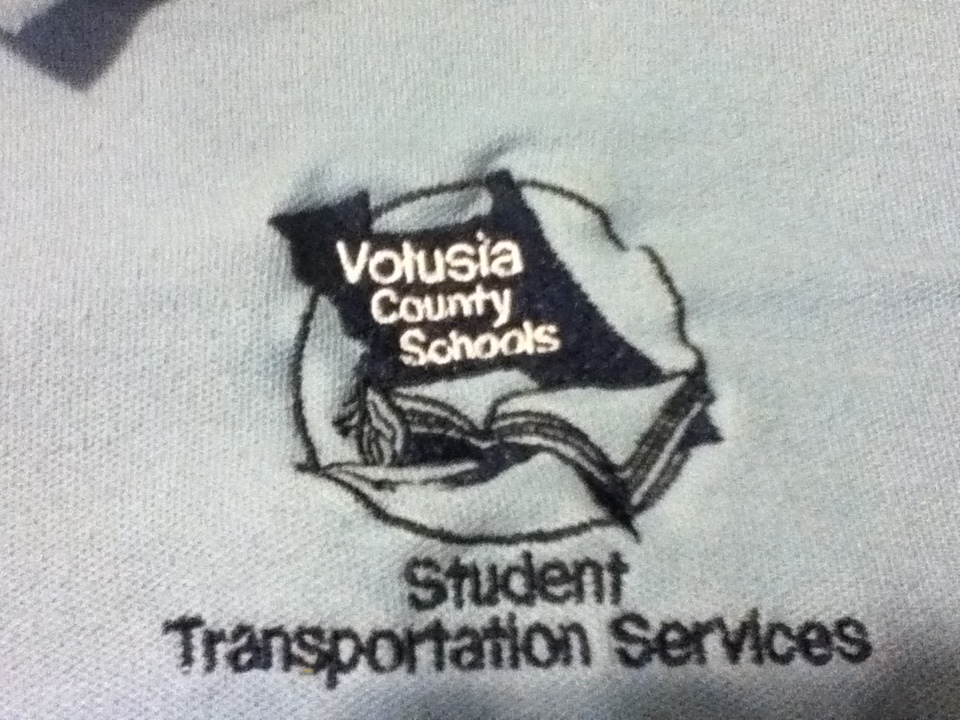 Volusia
County
Schools
Student
Transportation Services